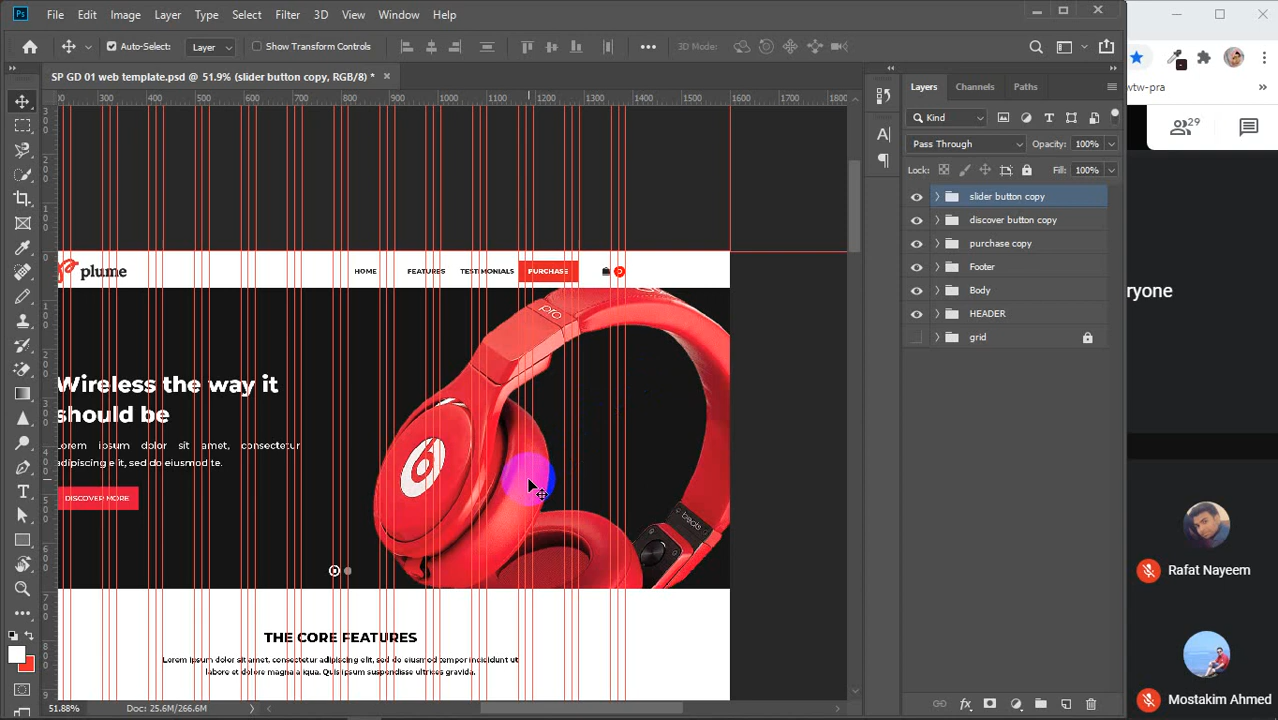 Ps File Edit Image Layer Type Select Filter 3D View Window Help
Auto-Select: Layer Show Transform Controls 3D Mode:
SP GD 01 web template.psd @ 51.9% (slider button copy, RGB/8) *
300 400 500 600 700 800 900 1000 1100 1200 1300 1400 1500 1600 1700 1800
plume HOME FEATURES TESTIMONIALS PURCHASE
pro
Wireless the way it
should be
Lorem ipsum dolor sit amet, consectetur
adipiscing elit, sed do eiusmod te.
DISCOVER MORE
beats
THE CORE FEATURES
Lorem ipsum dolor sit amet, consectetur adipiscing elit, sed do eiusmod tempor incididunt ut
labore et dolore magna aliqua. Quis ipsum suspendisse ultrices gravida.
51.88% Doc: 25.6M/266.6M
Layers Channels Paths
Kind
Pass Through Opacity: 100%
Lock: Fill: 100%
slider button copy
discover button copy
purchase copy
Footer
Body
HEADER
grid
fx
wtw-pra
29
ryone
Rafat Nayeem
Mostakim Ahmed